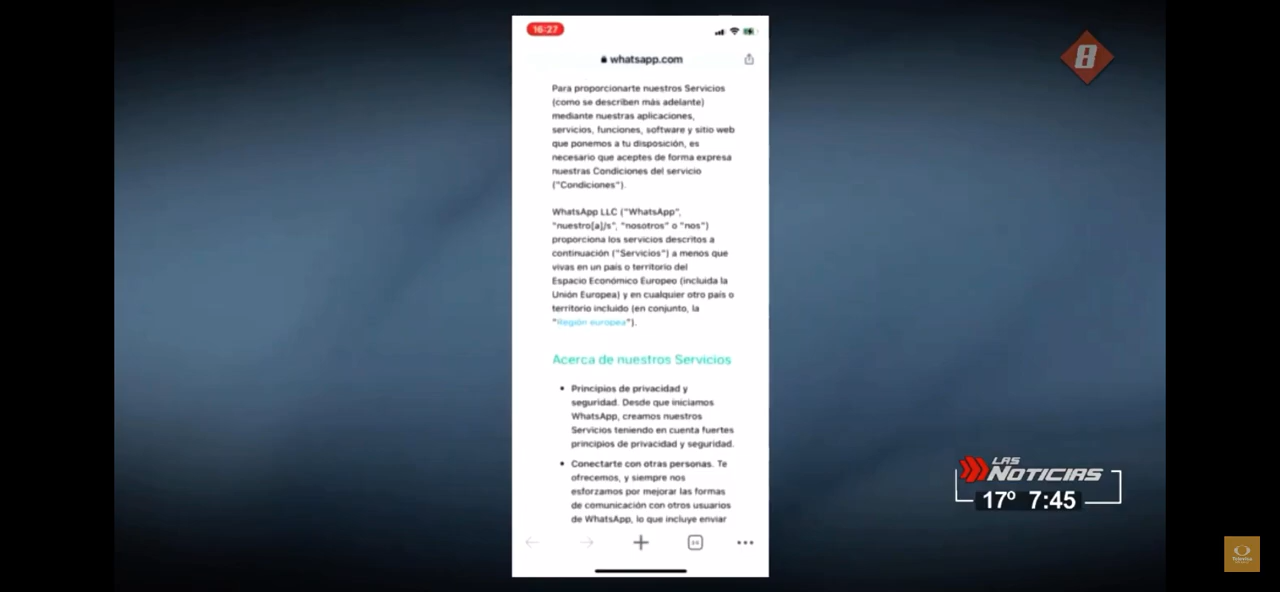 16:27
whatsapp.com
8
Para proporcionarte nuestros Servicios
(como se describen más adelante)
mediante nuestras aplicaciones,
servicios, funciones, software y sitio web
que ponemos a tu disposición, es
necesario que aceptes de forma expresa
nuestras Condiciones del servicio
("Condiciones").
WhatsApp LLC ("WhatsApp",
"nuestro[a]/s", "nosotros" o "nos")
proporciona los servicios descritos a
continuación ("Servicios") a menos que
vivas en un país o territorio del
Espacio Económico Europeo (incluida la
Unión Europea) y en cualquier otro país o
territorio incluido (en conjunto, la
"Región europea").
Acerca de nuestros Servicios
• Principios de privacidad y
seguridad. Desde que iniciamos
WhatsApp, creamos nuestros
Servicios teniendo en cuenta fuertes
principios de privacidad y seguridad.
• Conectarte con otras personas. Te
ofrecemos, y siempre nos
esforzamos por mejorar las formas
de comunicación con otros usuarios
de WhatsApp, lo que incluye enviar
LAS
NOTICIAS
17º 7:45